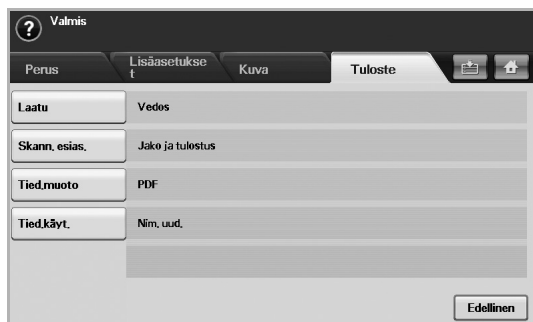 ? Valmis
Perus
Lisäasetukse
t
Kuva
Tuloste
Laatu
Vedos
Skann. esias.
Jako ja tulostus
Tied.muoto
PDF
Tied.käyt.
Nim. uud.
Edellinen